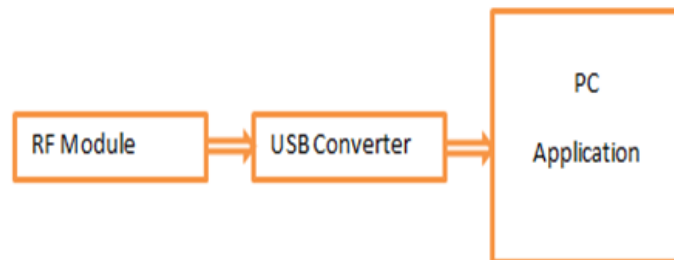 RF Module
USB Converter
PC
Application